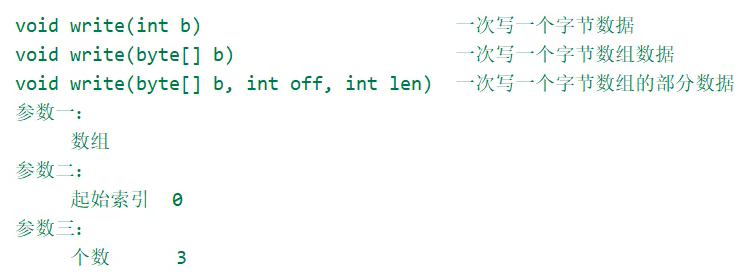 void write(int b) 一次写一个字节数据
void write(byte[] b) 一次写一个字节数组数据
void write(byte[] b, int off, int len) 一次写一个字节数组的部分数据
参数一：
数组
参数二：
起始索引 0
参数三：
个数 3